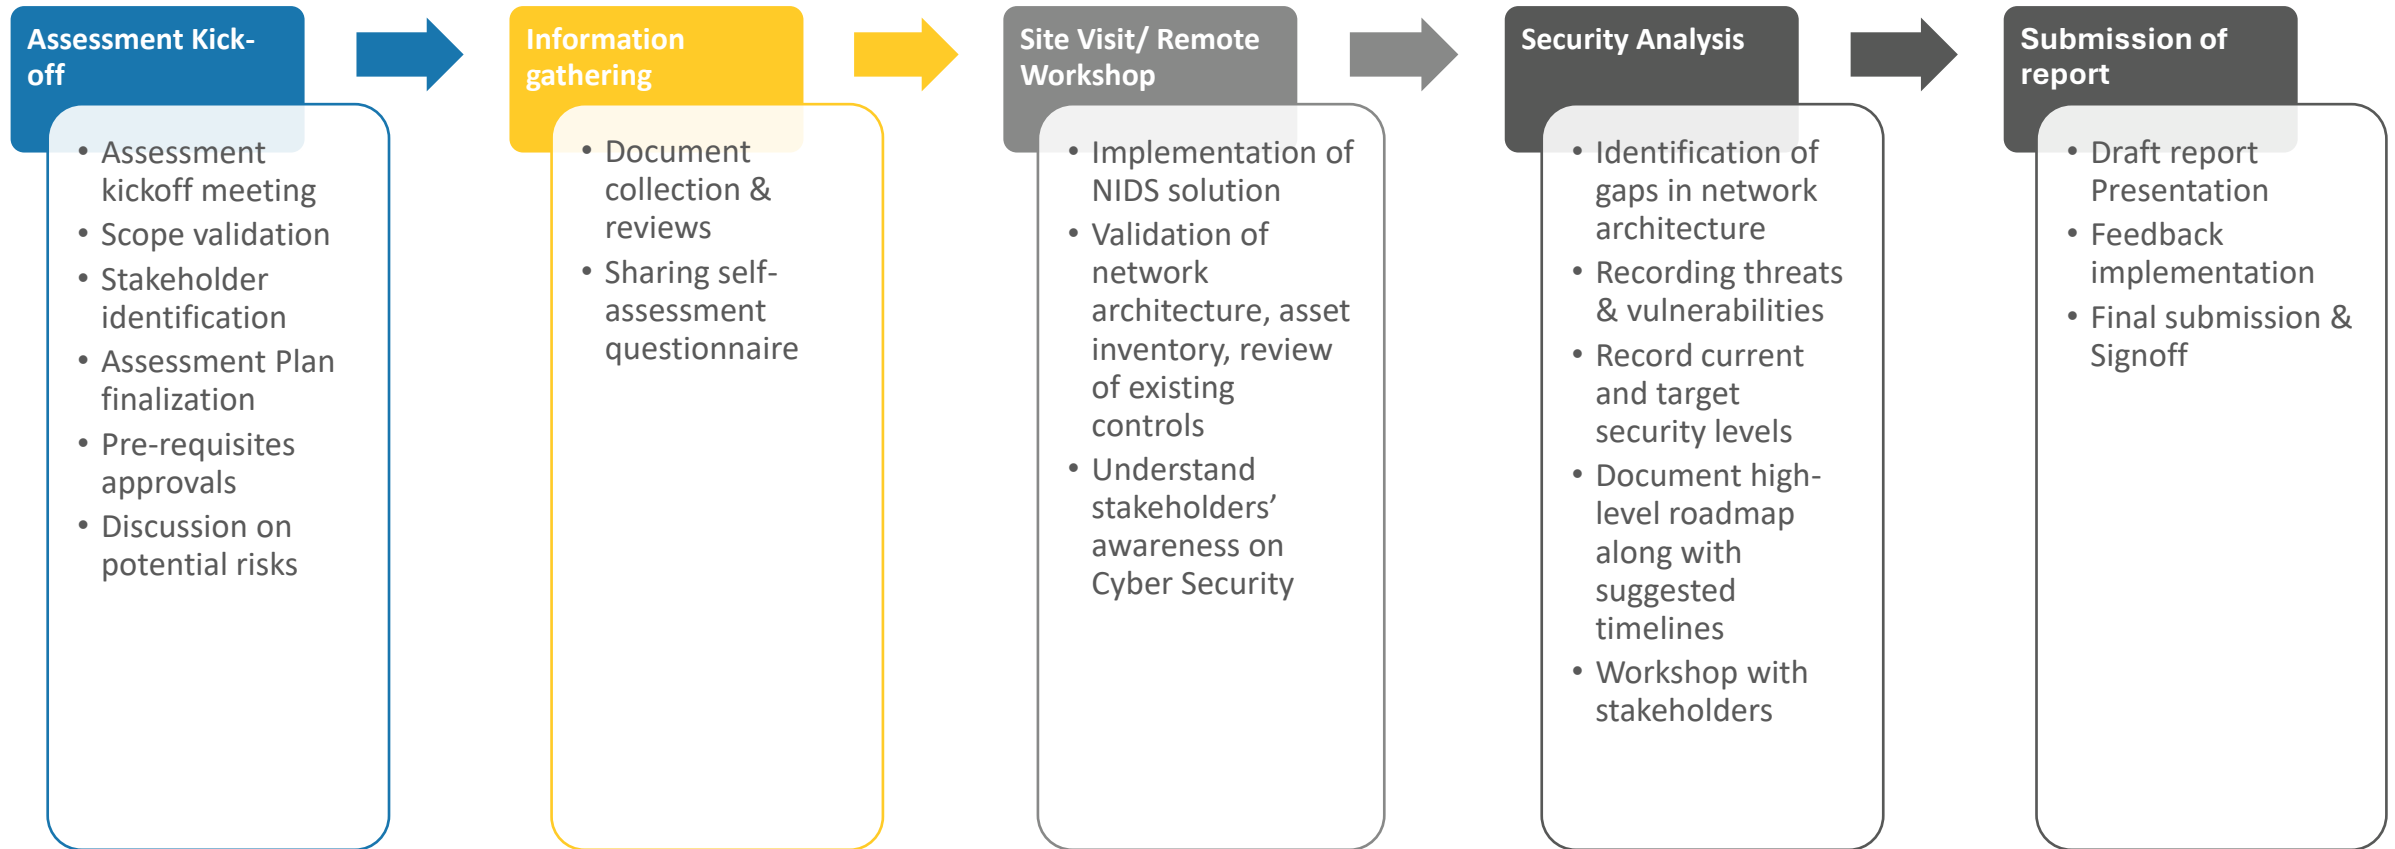 Assessment Kick-
off
• Assessment
kickoff meeting
• Scope validation
• Stakeholder
identification
• Assessment Plan
finalization
• Pre-requisites
approvals
• Discussion on
potential risks
Information
gathering
• Document
collection &
reviews
• Sharing self-
assessment
questionnaire
Site Visit/ Remote
Workshop
• Implementation of
NIDS solution
• Validation of
network
architecture, asset
inventory, review
of existing
controls
• Understand
stakeholders’
awareness on
Cyber Security
Security Analysis
• Identification of
gaps in network
architecture
• Recording threats
& vulnerabilities
• Record current
and target
security levels
• Document high-
level roadmap
along with
suggested
timelines
• Workshop with
stakeholders
Submission of
report
• Draft report
Presentation
• Feedback
implementation
• Final submission &
Signoff